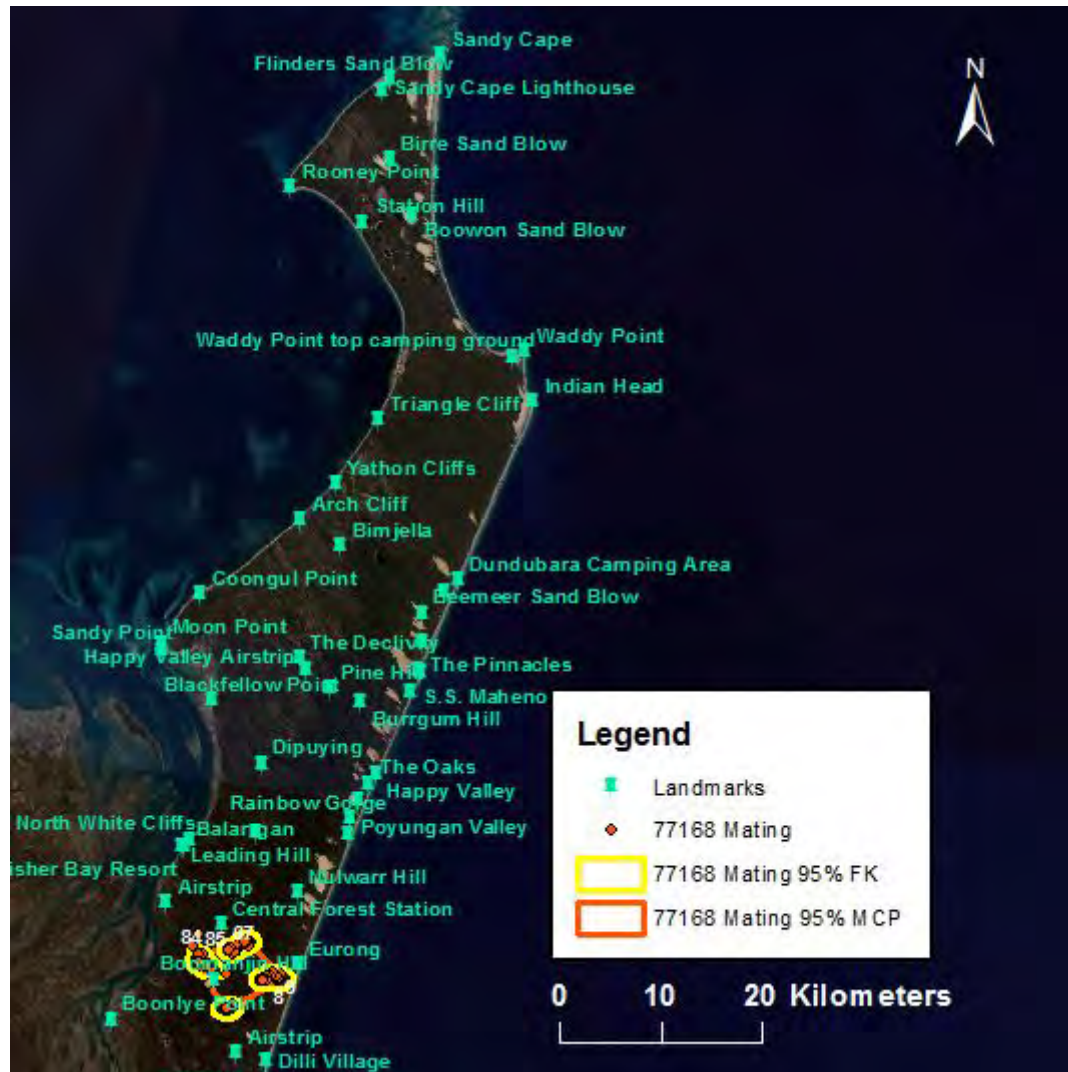 Sandy Cape
N
Flinders Sand Blow
Sandy Cape Lighthouse
Birre Sand Blow
Rooney Point
Station Hill
Boowon Sand Blow
Waddy Point top camping ground
Waddy Point
Indian Head
Triangle Cliff
Yathon Cliffs
Arch Cliff
Bimjella
Dundubara Camping Area
Coongul Point
Beemeer Sand Blow
Sandy Point
Moon Point
The Declivity
Happy Valley Airstrip
Pine Hill
The Pinnacles
Blackfellow Point
S.S. Maheno
Burrgum Hill
Dipuying
The Oaks
Happy Valley
Rainbow Gorge
North White Cliffs
Balarrgan
Poyungan Valley
Leading Hill
isher Bay Resort
Airstrip
Nulwarr Hill
Central Forest Station
84
85
Eurong
Boonlye Point
Airstrip
Dilli Village
Legend
Landmarks
77168 Mating
77168 Mating 95% FK
77168 Mating 95% MCP
0 10 20 Kilometers